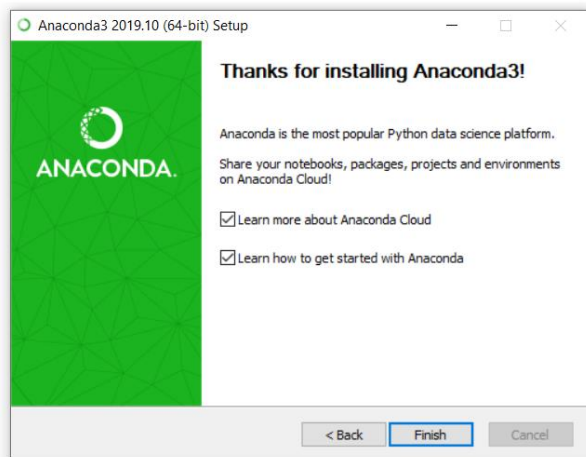 Anaconda3 2019.10 (64-bit) Setup
Thanks for installing Anaconda3!
ANACONDA.
Anaconda is the most popular Python data science platform.
Share your notebooks, packages, projects and environments
on Anaconda Cloud!
Learn more about Anaconda Cloud
Learn how to get started with Anaconda
< Back
Finish
Cancel